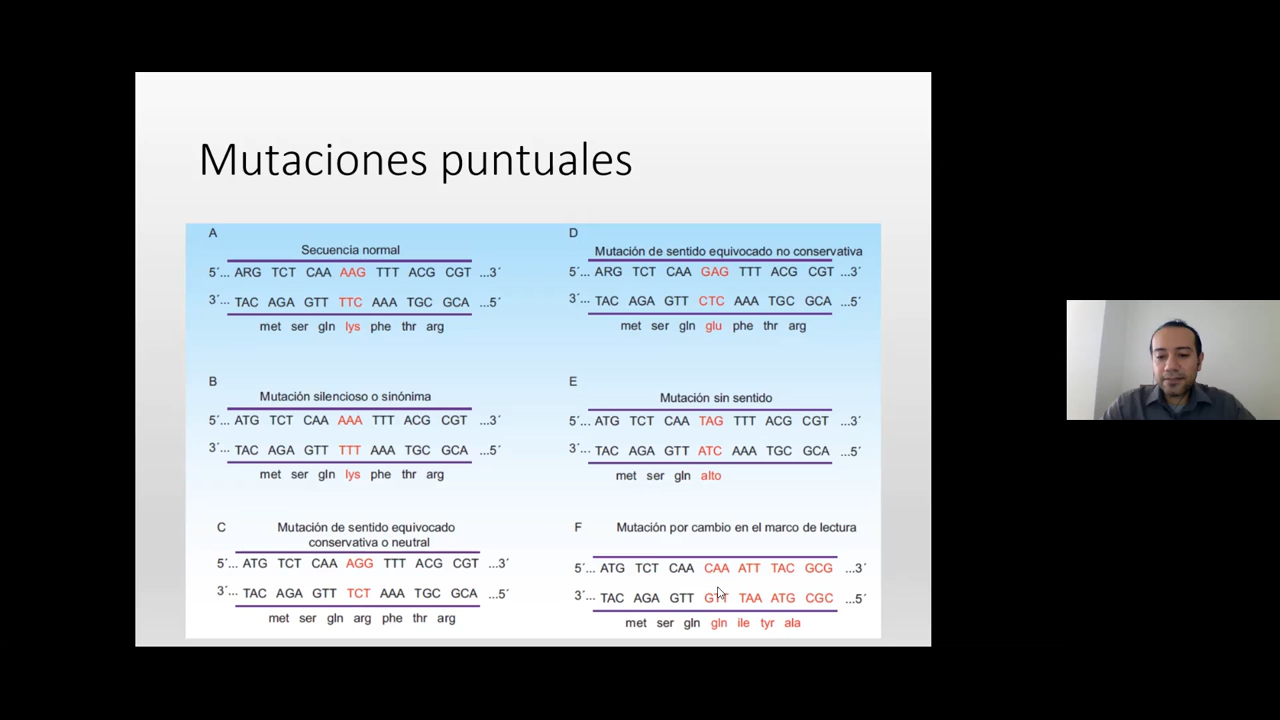 Mutaciones puntuales
A
Secuencia normal
5´... ARG TCT CAA AAG TTT ACG CGT ...3´
3´... TAC AGA GTT TTC AAA TGC GCA ...5´
met ser gln lys phe thr arg
B
Mutación silencioso o sinónima
5´... ATG TCT CAA AAA TTT ACG CGT ...3´
3´... TAC AGA GTT TTT AAA TGC GCA ...5´
met ser gln lys phe thr arg
C
Mutación de sentido equivocado
conservativa o neutral
5´... ATG TCT CAA AGG TTT ACG CGT ...3´
3´... TAC AGA GTT TCT AAA TGC GCA ...5´
met ser gln arg phe thr arg
D
Mutación de sentido equivocado no conservativa
5´... ARG TCT CAA GAG TTT ACG CGT ...3´
3´... TAC AGA GTT CTC AAA TGC GCA ...5´
met ser gln glu phe thr arg
E
Mutación sin sentido
5´... ATG TCT CAA TAG TTT ACG CGT ...3´
3´... TAC AGA GTT ATC AAA TGC GCA ...5´
met ser gln alto
F
Mutación por cambio en el marco de lectura
5´... ATG TCT CAA CAA ATT TAC GCG ...3´
3´... TAC AGA GTT GTT TAA ATG CGC ...5´
met ser gln gln ile tyr ala